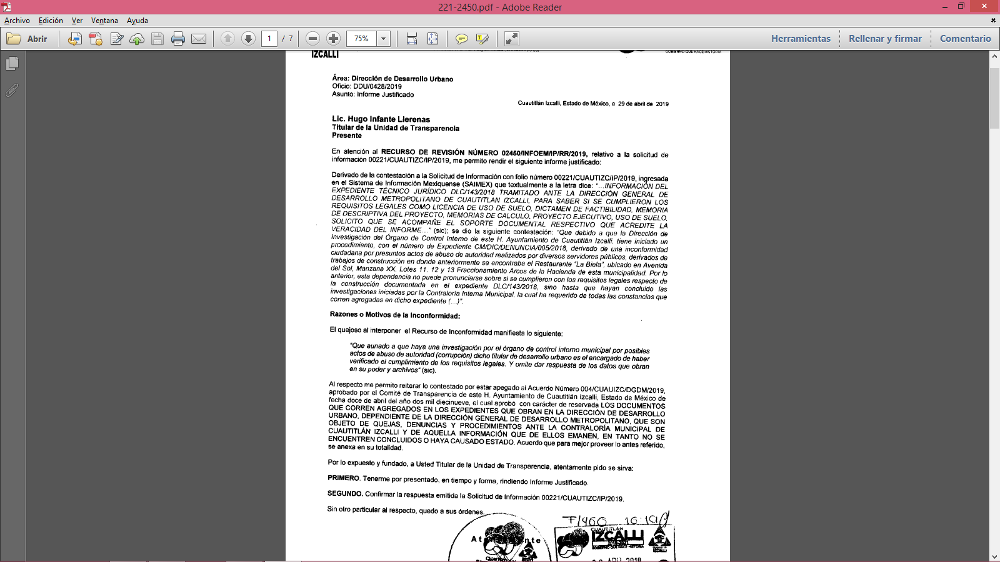 221-2450.pdf - Adobe Reader
Archivo Edición Ver Ventana Ayuda
Abrir 1 / 7 75% Herramientas Rellenar y firmar Comentario
IZCALLI
GOBIERNO QUE HACE HISTORIA
Área: Dirección de Desarrollo Urbano
Oficio: DDU/0428/2019
Asunto: Informe Justificado
Cuautitlán Izcalli, Estado de México, a 29 de abril de 2019
Lic. Hugo Infante Llerenas
Titular de la Unidad de Transparencia
Presente
En atención al RECURSO DE REVISIÓN NÚMERO 02450/INFOEM/IP/RR/2019, relativo a la solicitud de
información 00221/CUAUTIZC/IP/2019, me permito rendir el siguiente informe justificado:
Derivado de la contestación a la Solicitud de Información con folio número 00221/CUAUTIZC/IP/2019, ingresada
en el Sistema de Información Mexiquense (SAIMEX) que textualmente a la letra dice: "...INFORMACIÓN DEL
EXPEDIENTE TÉCNICO JURÍDICO DLC/143/2018 TRAMITADO ANTE LA DIRECCIÓN GENERAL DE
DESARROLLO METROPOLITANO DE CUAUTITLAN IZCALLI, PARA SABER SI SE CUMPLIERON LOS
REQUISITOS LEGALES COMO LICENCIA DE USO DE SUELO, DICTAMEN DE FACTIBILIDAD, MEMORIA
DE DESCRIPTIVA DEL PROYECTO, MEMORIAS DE CALCULO, PROYECTO EJECUTIVO, USO DE SUELO,
SOLICITO QUE SE ACOMPAÑE EL SOPORTE DOCUMENTAL RESPECTIVO QUE ACREDITE LA
VERACIDAD DEL INFORME..." (sic); se dio la siguiente contestación: "Que debido a que la Dirección de
Investigación del Órgano de Control Interno de este H. Ayuntamiento de Cuautitlán Izcalli, tiene iniciado un
procedimiento, con el número de Expediente CM/DIC/DENUNCIA/005/2018, derivado de una inconformidad
ciudadana por presuntos actos de abuso de autoridad realizados por diversos servidores públicos, derivados de
trabajos de construcción en donde anteriormente se encontraba el Restaurante "La Biela", ubicado en Avenida
del Sol, Manzana XX, Lotes 11, 12 y 13 Fraccionamiento Arcos de la Hacienda de esta municipalidad. Por lo
anterior, esta dependencia no puede pronunciarse sobre si se cumplieron con los requisitos legales respecto de
la construcción documentada en el expediente DLC/143/2018, sino hasta que hayan concluido las
investigaciones iniciadas por la Contraloría Interna Municipal, la cual ha requerido de todas las constancias que
corren agregadas en dicho expediente (...)".
Razones o Motivos de la Inconformidad:
El quejoso al interponer el Recurso de Inconformidad manifiesta lo siguiente:
"Que aunado a que haya una investigación por el órgano de control interno municipal por posibles
actos de abuso de autoridad (corrupción) dicho titular de desarrollo urbano es el encargado de haber
verificado el cumplimiento de los requisitos legales. Y omite dar respuesta de los datos que obran
en su poder y archivos" (sic).
Al respecto me permito reiterar lo contestado por estar apegado al Acuerdo Número 004/CUAUIZC/DGDM/2019,
aprobado por el Comité de Transparencia de este H. Ayuntamiento de Cuautitlán Izcalli, Estado de México de
fecha doce de abril del año dos mil diecinueve, el cual aprobó con carácter de reservada LOS DOCUMENTOS
QUE CORREN AGREGADOS EN LOS EXPEDIENTES QUE OBRAN EN LA DIRECCIÓN DE DESARROLLO
URBANO, DEPENDIENTE DE LA DIRECCIÓN GENERAL DE DESARROLLO METROPOLITANO, QUE SON
OBJETO DE QUEJAS, DENUNCIAS Y PROCEDIMIENTOS ANTE LA CONTRALORÍA MUNICIPAL DE
CUAUTITLÁN IZCALLI Y DE AQUELLA INFORMACIÓN QUE DE ELLOS EMANEN, EN TANTO NO SE
ENCUENTREN CONCLUIDOS O HAYA CAUSADO ESTADO. Acuerdo que para mejor proveer lo antes referido,
se anexa en su totalidad.
Por lo expuesto y fundado, a Usted Titular de la Unidad de Transparencia, atentamente pido se sirva:
PRIMERO. Tenerme por presentado, en tiempo y forma, rindiendo Informe Justificado.
SEGUNDO. Confirmar la respuesta emitida la Solicitud de Información 00221/CUAUTIZC/IP/2019.
Sin otro particular al respecto, quedo a sus órdenes.
F/460 16:10
CUAUTITLÁN
IZCALLI
GOBIERNO QUE HACE HISTORIA
ABR 2019